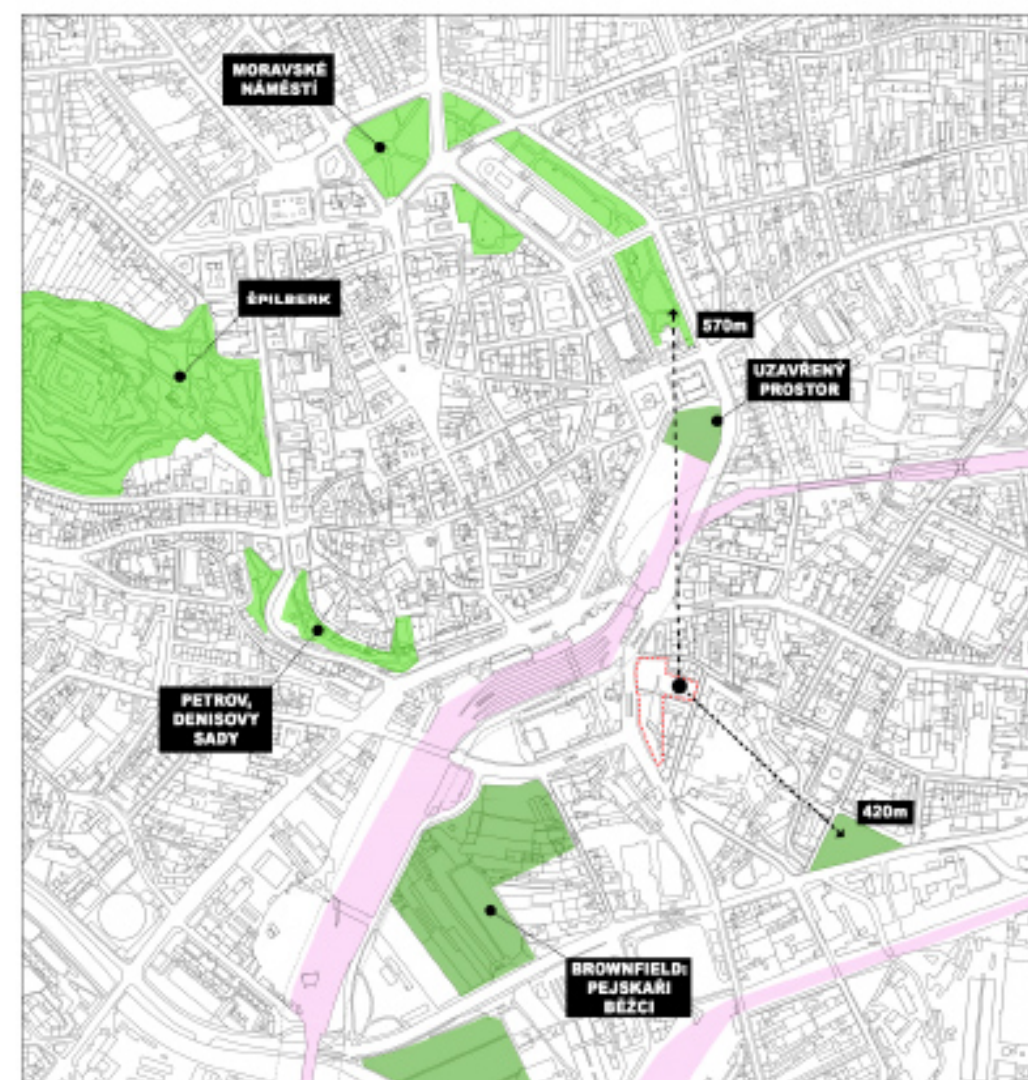 MORAVSKÉ
NÁMĚSTÍ
ŠPILBERK
570m
UZAVŘENÝ
PROSTOR
PETROV,
DENISOVY
SADY
420m
BROWNFIELD:
PEJSKAŘI
BĚŽCI